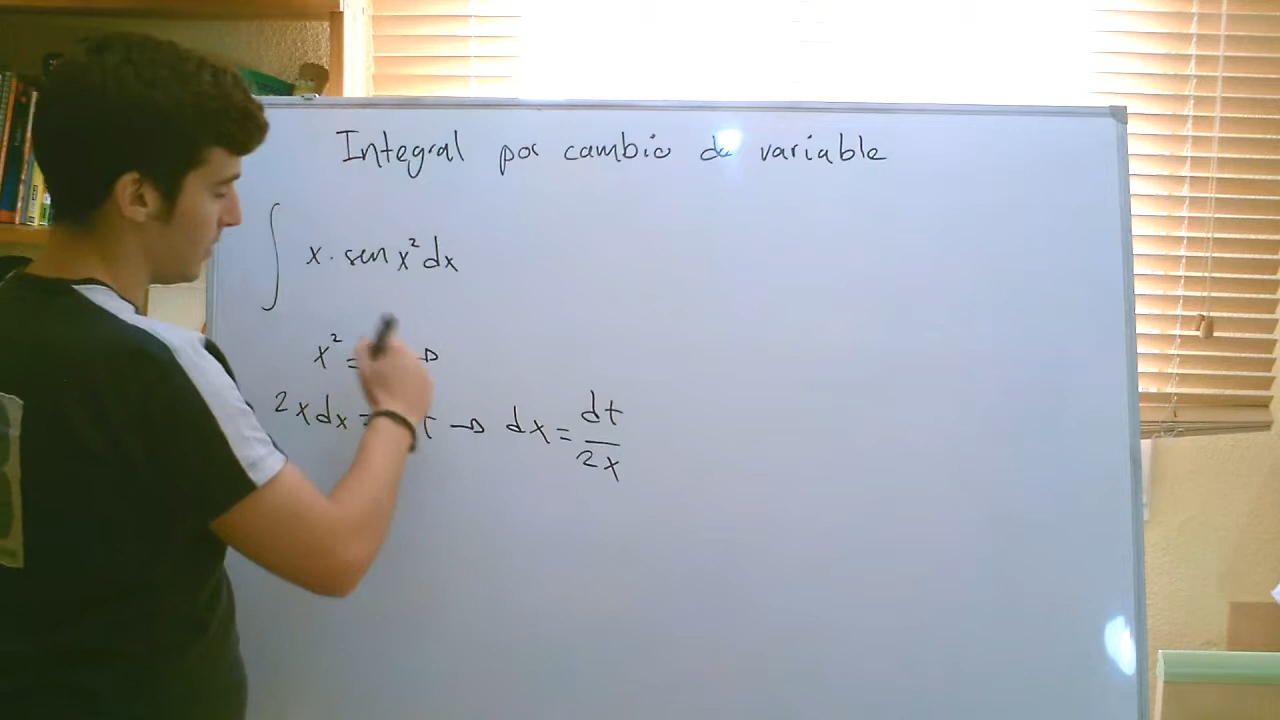 Integral por cambio de variable
∫ x · sen x² dx
x² = →
2x dx = t → dx = dt/2x